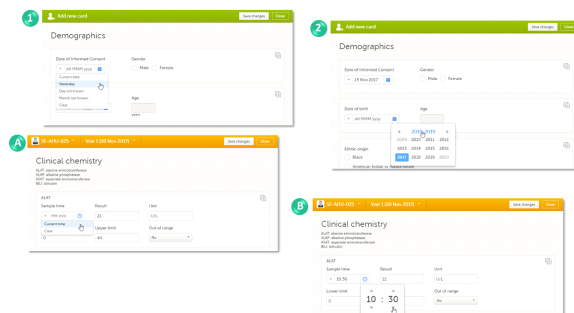 1
Add new card
Save changes
Close
Demographics
Date of Informed Consent
Gender
dd MMM yyyy
Male
Female
Current date
Yesterday
Day not known
Month not known
Clear
Age
years
2
Add new card
Save changes
Close
Demographics
Date of Informed Consent
Gender
19 Nov 2017
Male
Female
Date of birth
Age
dd MMM yyyy
2010 2011 2012
2013 2014 2015 2016
2017 2018 2019
Ethnic origin
Black
American Indian or Alaska native
A
SE-AHU-025
Visit 1 (20 Nov 2017)
Save changes
Close
Clinical chemistry
ALAT: alanine aminotransferase
ALP: alkaline phosphatase
ASAT: aspartate aminotransferase
BILI: bilirubin
ALAT
Sample time
Result
Unit
HH:mm
21
U/L
Current time
Clear
Upper limit
Out of range
0
44
No
B
SE-AHU-025
Visit 1 (20 Nov 2017)
Save changes
Close
Clinical chemistry
ALAT: alanine aminotransferase
ALP: alkaline phosphatase
ASAT: aspartate aminotransferase
BILI: bilirubin
ALAT
Sample time
Result
Unit
10:30
21
U/L
Lower limit
Out of range
0
No
10 : 30